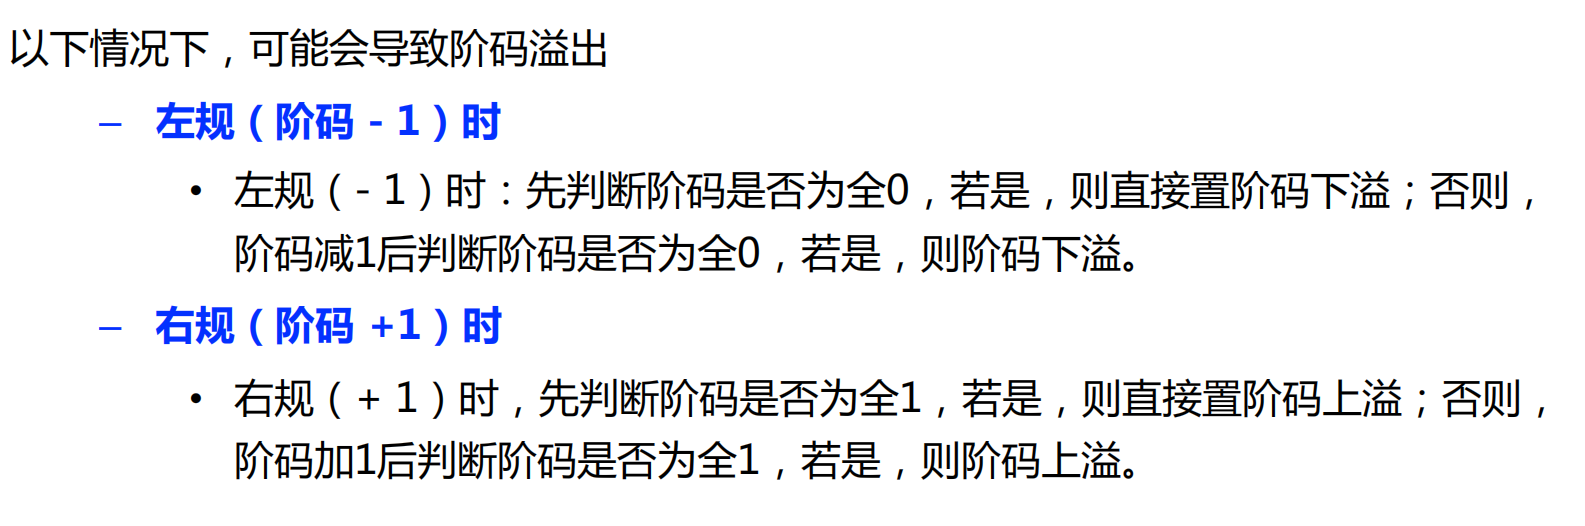 以下情况下，可能会导致阶码溢出
– 左规（阶码 - 1）时
• 左规（- 1）时：先判断阶码是否为全0，若是，则直接置阶码下溢；否则，
阶码减1后判断阶码是否为全0，若是，则阶码下溢。
– 右规（阶码 +1）时
• 右规（+ 1）时，先判断阶码是否为全1，若是，则直接置阶码上溢；否则，
阶码加1后判断阶码是否为全1，若是，则阶码上溢。